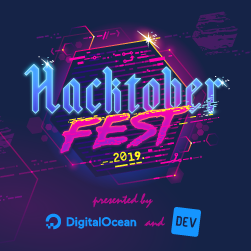 Hacktober
FEST
2019
presented by
DigitalOcean and DEV